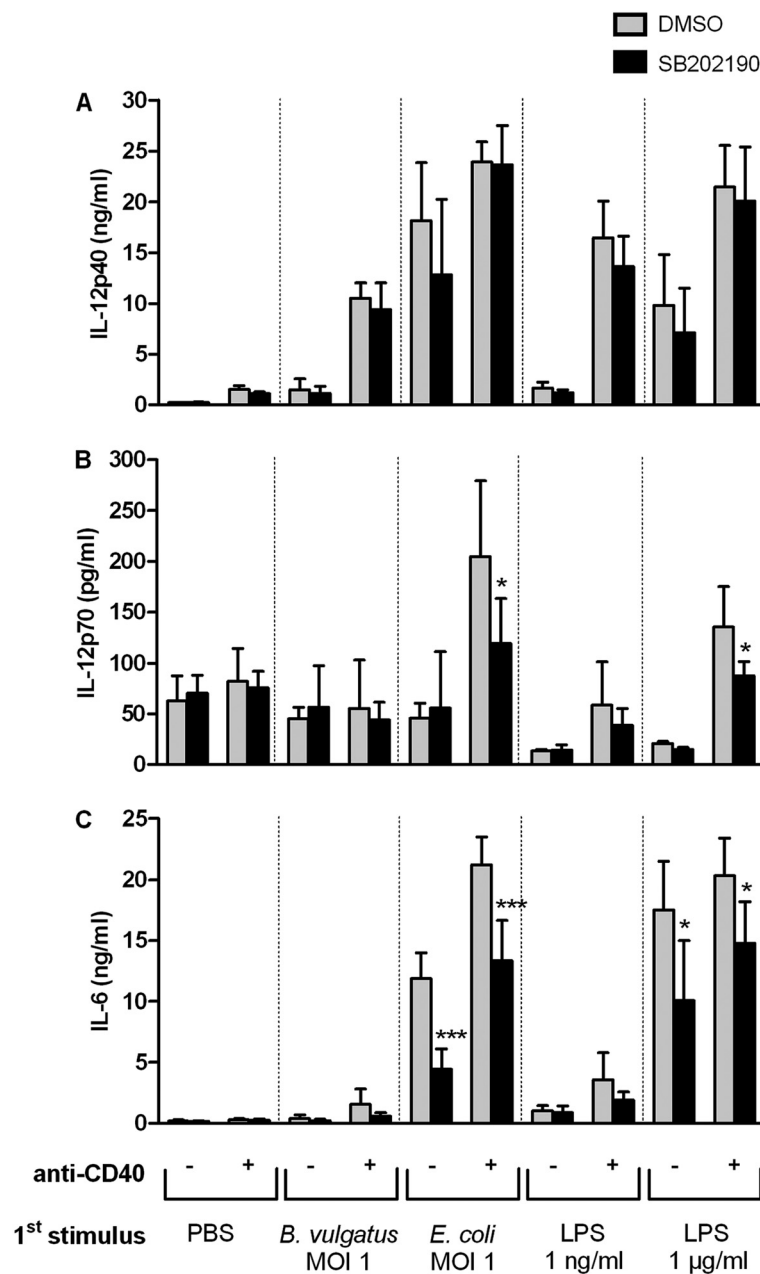 DMSO
SB202190
A
IL-12p40 (ng/ml)
30
25
20
15
10
5
0
B
IL-12p70 (pg/ml)
300
250
200
150
100
50
0
*
*
C
IL-6 (ng/ml)
25
20
15
10
5
0
***
***
*
*
anti-CD40 - + - + - + - + - +
1st stimulus PBS B. vulgatus MOI 1 E. coli MOI 1 LPS 1 ng/ml LPS 1 µg/ml